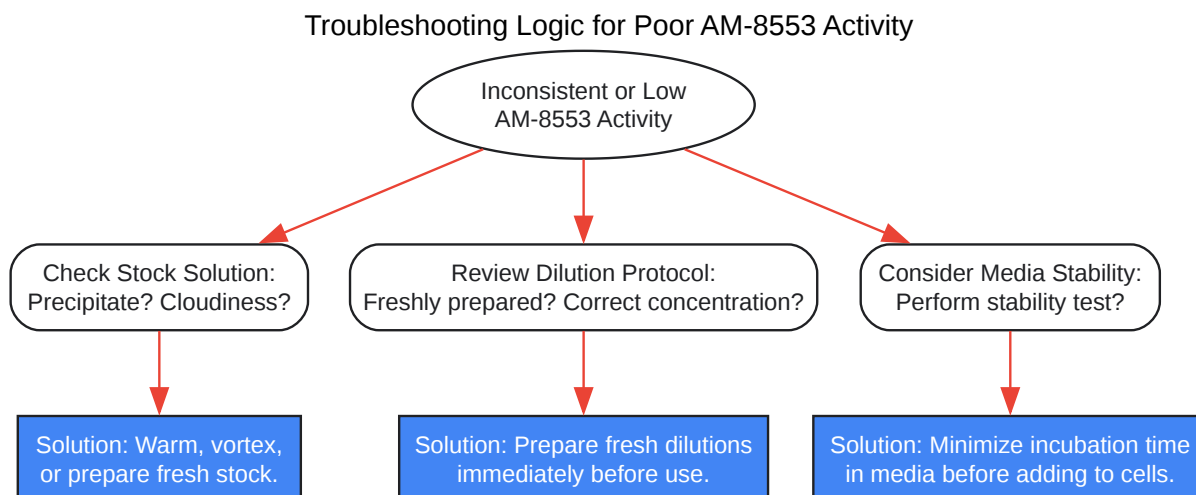 Troubleshooting Logic for Poor AM-8553 Activity
Inconsistent or Low
AM-8553 Activity
Check Stock Solution:
Precipitate? Cloudiness?
Review Dilution Protocol:
Freshly prepared? Correct concentration?
Consider Media Stability:
Perform stability test?
Solution: Warm, vortex,
or prepare fresh stock.
Solution: Prepare fresh dilutions
immediately before use.
Solution: Minimize incubation time
in media before adding to cells.